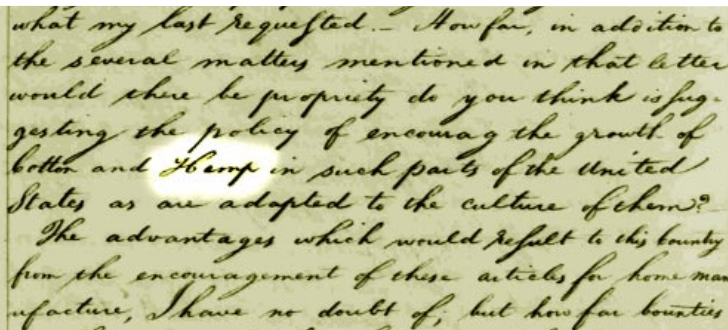 what my last requested. – How far, in addition to
the several matters mentioned in that letter
would there be propriety do you think in sug-
gesting the policy of encourag the growth of
Cotton and Hemp in such parts of the United
States as are adapted to the culture of them?
The advantages which would result to this Country
from the encouragement of these articles for home man
ufacture, I have no doubt of; but how far bounties